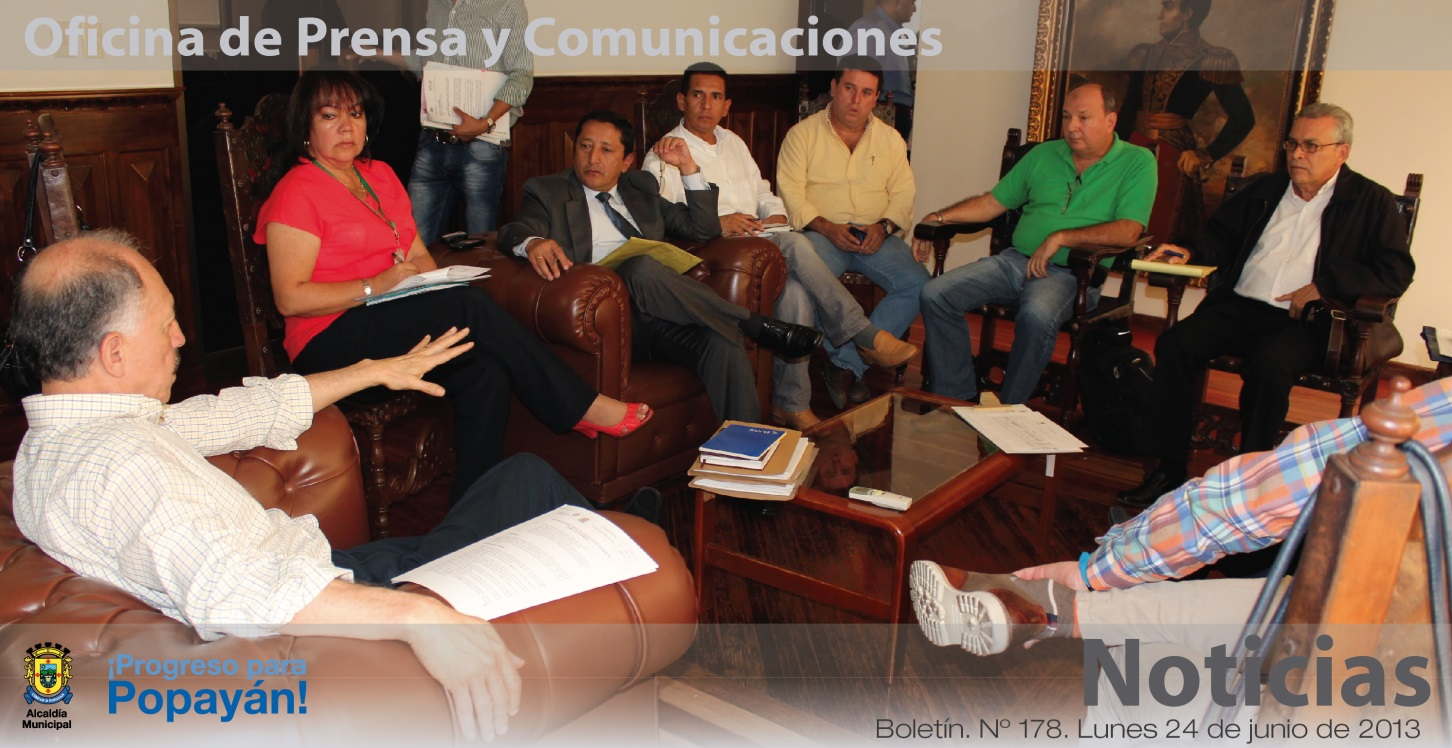 Oficina de Prensa y Comunicaciones
¡Progreso para
Popayán!
Alcaldía
Municipal
Noticias
Boletín. Nº 178. Lunes 24 de junio de 2013